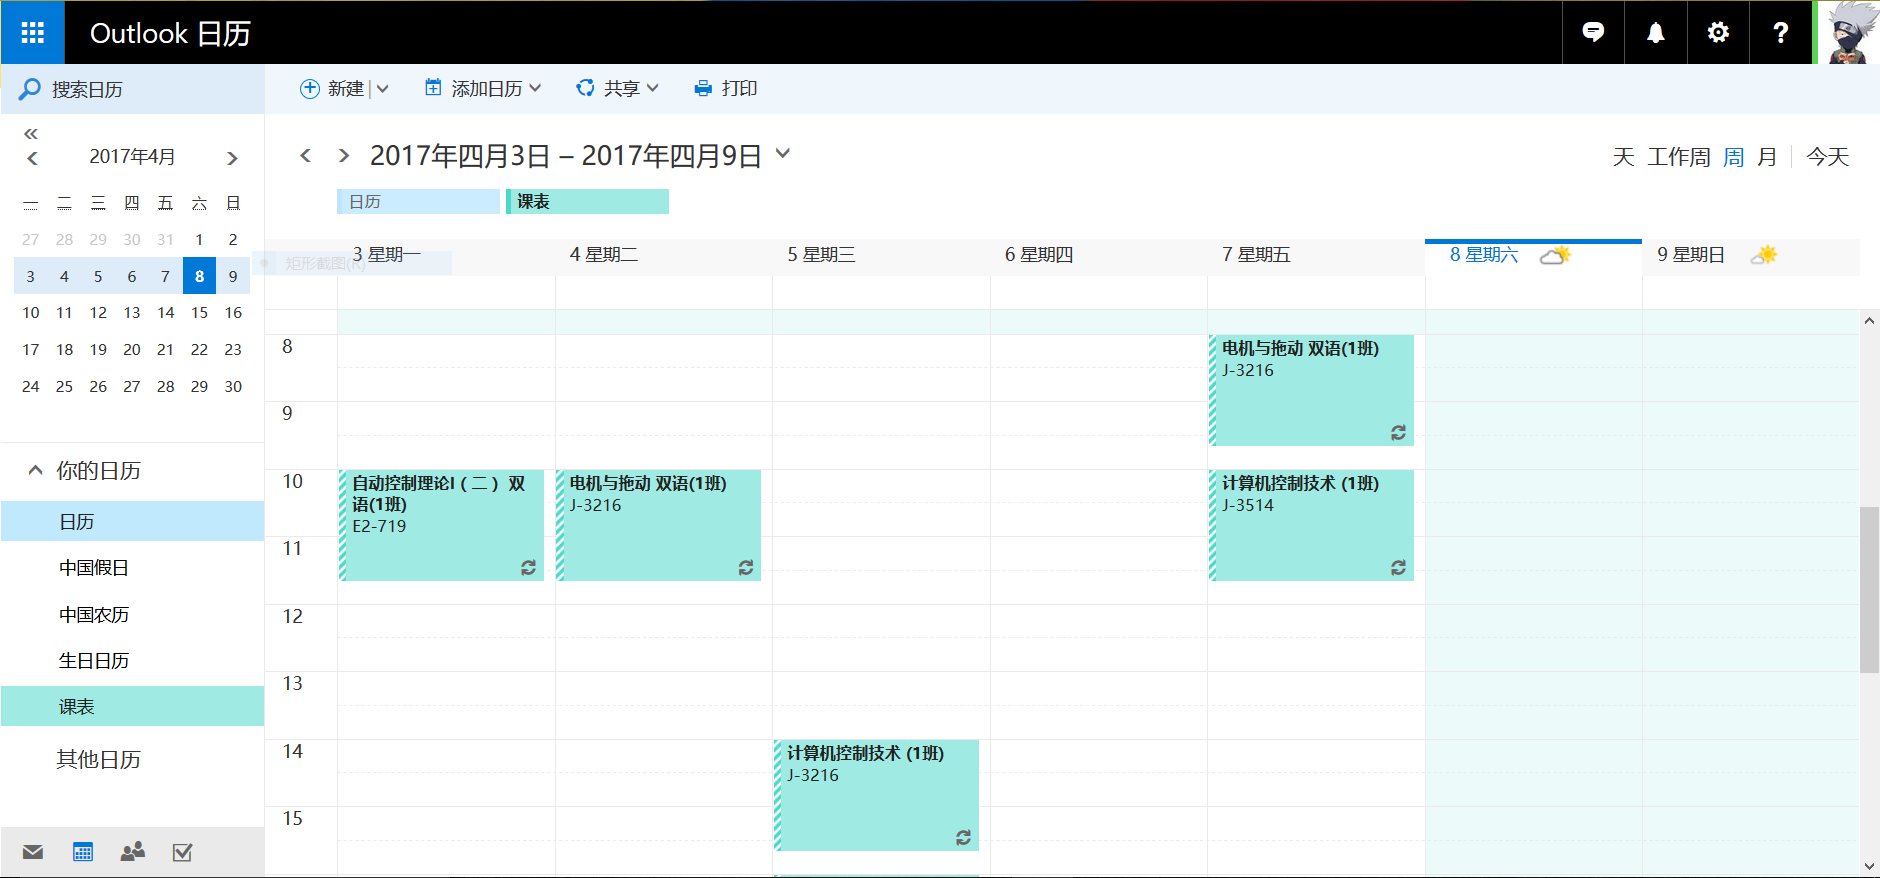 Outlook 日历
搜索日历
新建
添加日历
共享
打印
2017年4月
一 二 三 四 五 六 日
27 28 29 30 31 1 2
3 4 5 6 7 8 9
10 11 12 13 14 15 16
17 18 19 20 21 22 23
24 25 26 27 28 29 30
你的日历
日历
中国假日
中国农历
生日日历
课表
其他日历
2017年四月3日 – 2017年四月9日
天 工作周 周 月 今天
日历
课表
矩形截图(R)
3 星期一
4 星期二
5 星期三
6 星期四
7 星期五
8 星期六
9 星期日
8
电机与拖动 双语(1班)
J-3216
9
10
自动控制理论I（二） 双
语(1班)
E2-719
电机与拖动 双语(1班)
J-3216
计算机控制技术 (1班)
J-3514
11
12
13
14
计算机控制技术 (1班)
J-3216
15